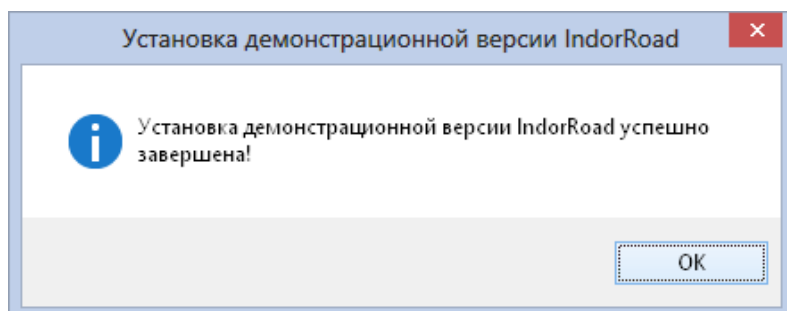 Установка демонстрационной версии IndorRoad
Установка демонстрационной версии IndorRoad успешно
завершена!
OK